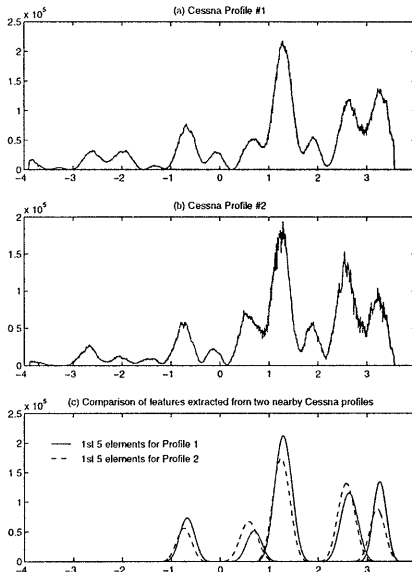 (a) Cessna Profile #1
2.5 x 10^5
2
1.5
1
0.5
0
-4 -3 -2 -1 0 1 2 3
(b) Cessna Profile #2
2 x 10^5
1.5
1
0.5
0
-4 -3 -2 -1 0 1 2 3
(c) Comparison of features extracted from two nearby Cessna profiles
2.5 x 10^5
2
1st 5 elements for Profile 1
1st 5 elements for Profile 2
1.5
1
0.5
0
-4 -3 -2 -1 0 1 2 3